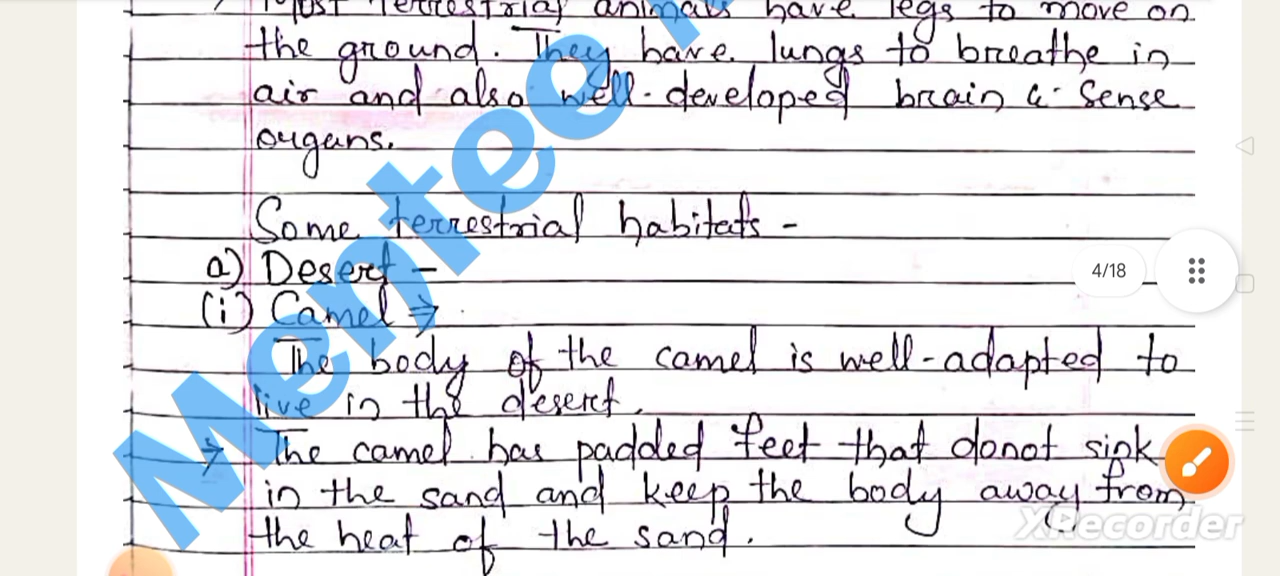 Most terrestrial animals have legs to move on
the ground. They have lungs to breathe in
air and also well-developed brain & sense
organs.
Some terrestrial habitats -
a) Desert -
(i) Camel ⇒
The body of the camel is well-adapted to
live in the desert.
→ The camel has padded feet that donot sink
in the sand and keep the body away from
the heat of the sand.
4/18
Mentee
XRecorder